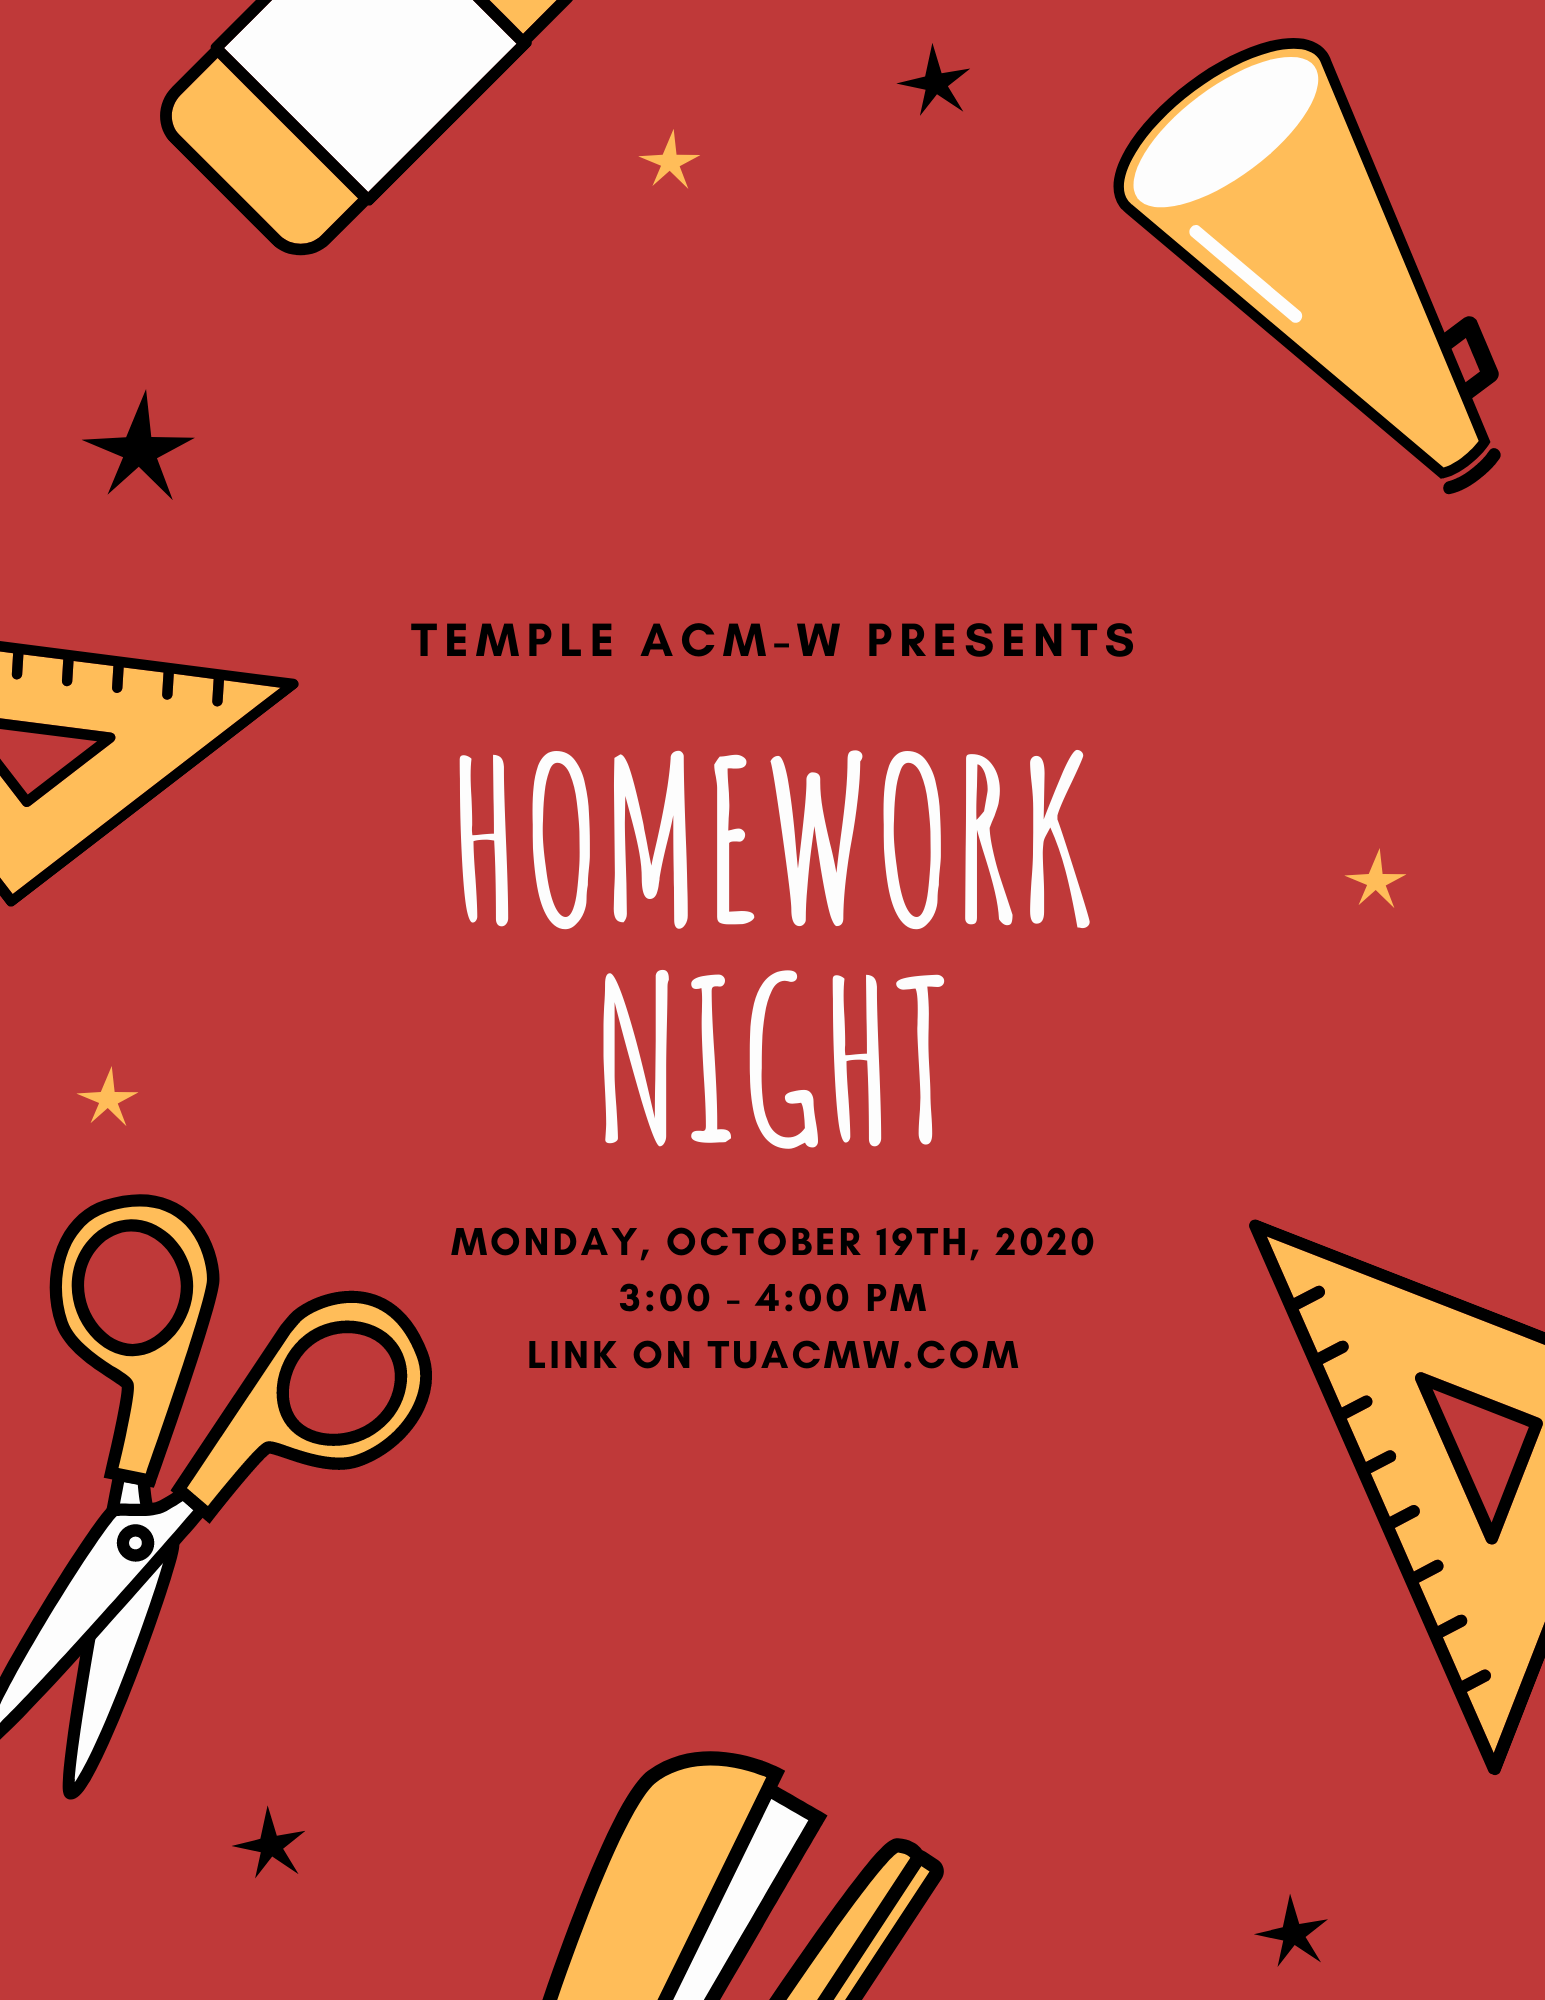 TEMPLE ACM-W PRESENTS
HOMEWORK
NIGHT
MONDAY, OCTOBER 19TH, 2020
3:00 - 4:00 PM
LINK ON TUACMW.COM